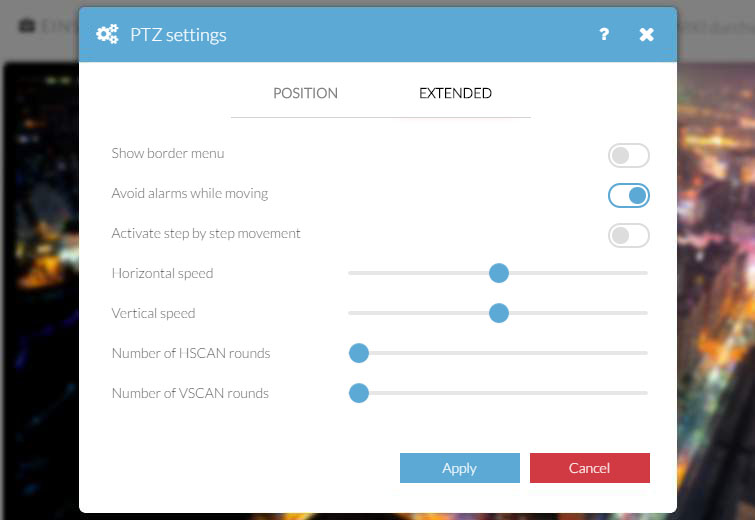 PTZ settings ?
POSITION EXTENDED
Show border menu
Avoid alarms while moving
Activate step by step movement
Horizontal speed
Vertical speed
Number of HSCAN rounds
Number of VSCAN rounds
Apply Cancel